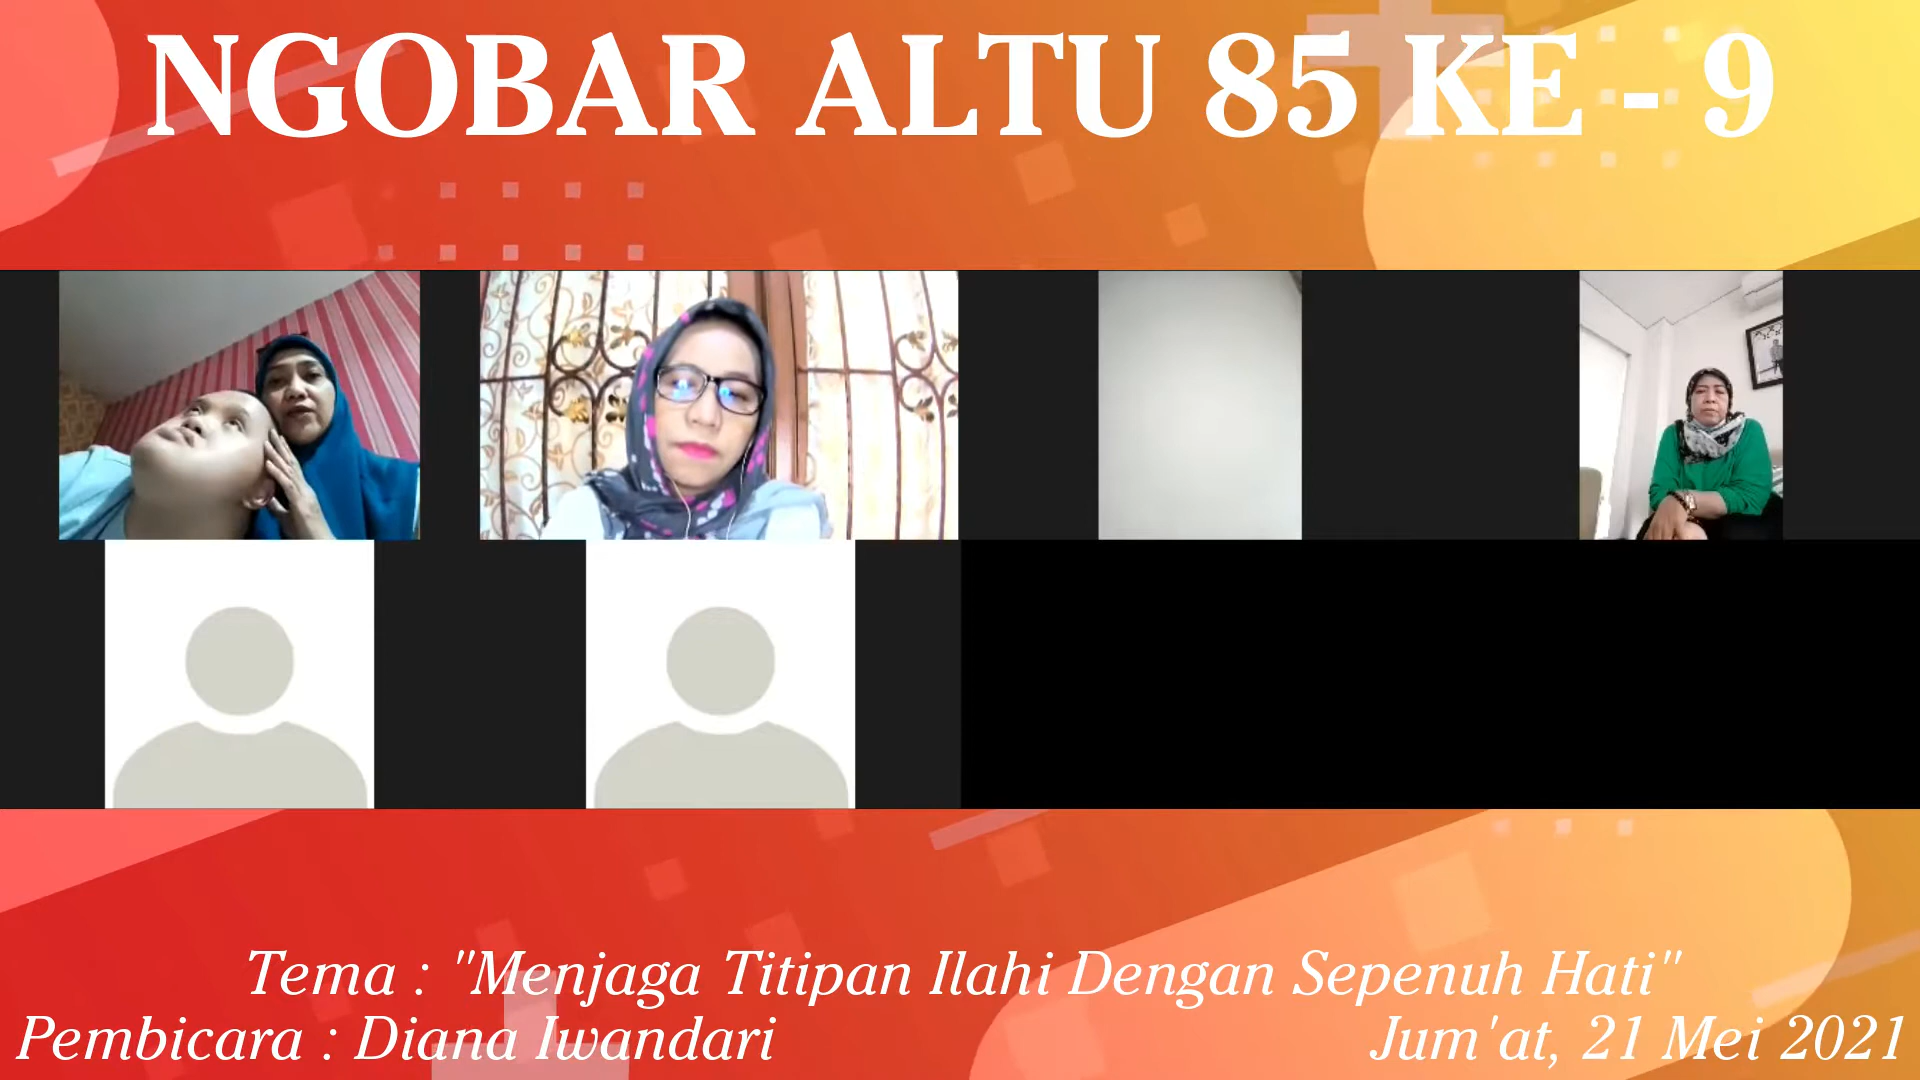 NGOBAR ALTU 85 KE - 9
Tema : "Menjaga Titipan Ilahi Dengan Sepenuh Hati"
Pembicara : Diana Iwandari
Jum'at, 21 Mei 2021